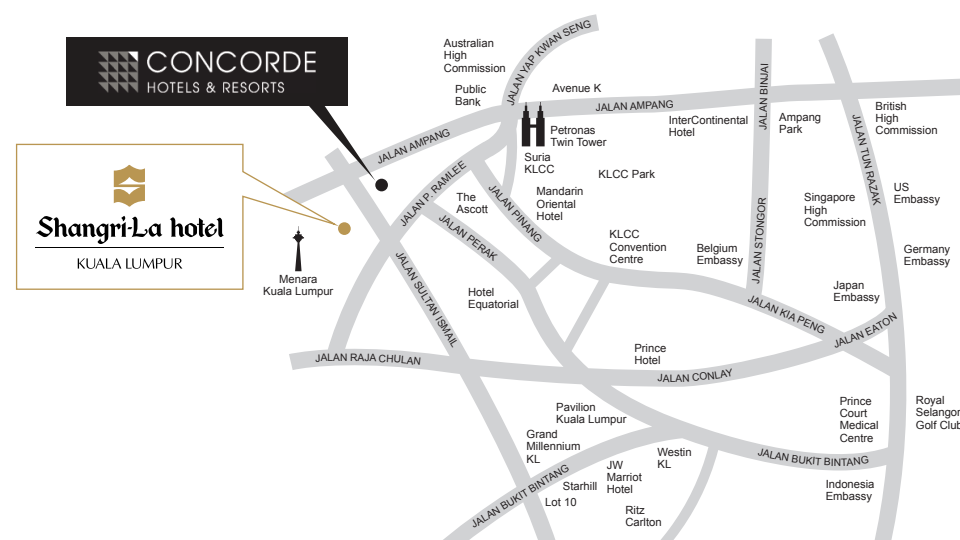 CONCORDE
HOTELS & RESORTS
Shangri-La hotel
KUALA LUMPUR
Menara
Kuala Lumpur
Australian
High
Commission
Public
Bank
JALAN YAP KWAN SENG
Avenue K
JALAN AMPANG
JALAN AMPANG
Petronas
Twin Tower
Suria
KLCC
InterContinental
Hotel
JALAN BINJAI
Ampang
Park
British
High
Commission
JALAN TUN RAZAK
US
Embassy
Singapore
High
Commission
Germany
Embassy
Japan
Embassy
KLCC Park
Mandarin
Oriental
Hotel
The
Ascott
JALAN P. RAMLEE
JALAN PINANG
JALAN PERAK
JALAN SULTAN ISMAIL
KLCC
Convention
Centre
Belgium
Embassy
JALAN STONGOR
Hotel
Equatorial
JALAN KIA PENG
JALAN EATON
JALAN RAJA CHULAN
Prince
Hotel
JALAN CONLAY
Pavilion
Kuala Lumpur
Grand
Millennium
KL
JALAN BUKIT BINTANG
Starhill
Lot 10
JW
Marriot
Hotel
Ritz
Carlton
Westin
KL
JALAN BUKIT BINTANG
Prince
Court
Medical
Centre
Royal
Selangor
Golf Club
Indonesia
Embassy